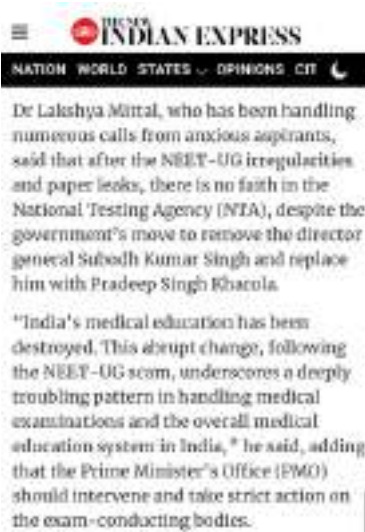 THE NEW
INDIAN EXPRESS
NATION WORLD STATES OPINIONS CIT
Dr Lakshya Mittal, who has been handling
numerous calls from anxious aspirants,
said that after the NEET-UG irregularities
and paper leaks, there is no faith in the
National Testing Agency (NTA), despite the
government's move to remove the director
general Subodh Kumar Singh and replace
him with Pradeep Singh Kharola.
"India's medical education has been
destroyed. This abrupt change, following
the NEET-UG scam, underscores a deeply
troubling pattern in handling medical
examinations and the overall medical
education system in India," he said, adding
that the Prime Minister's Office (PMO)
should intervene and take strict action on
the exam-conducting bodies.